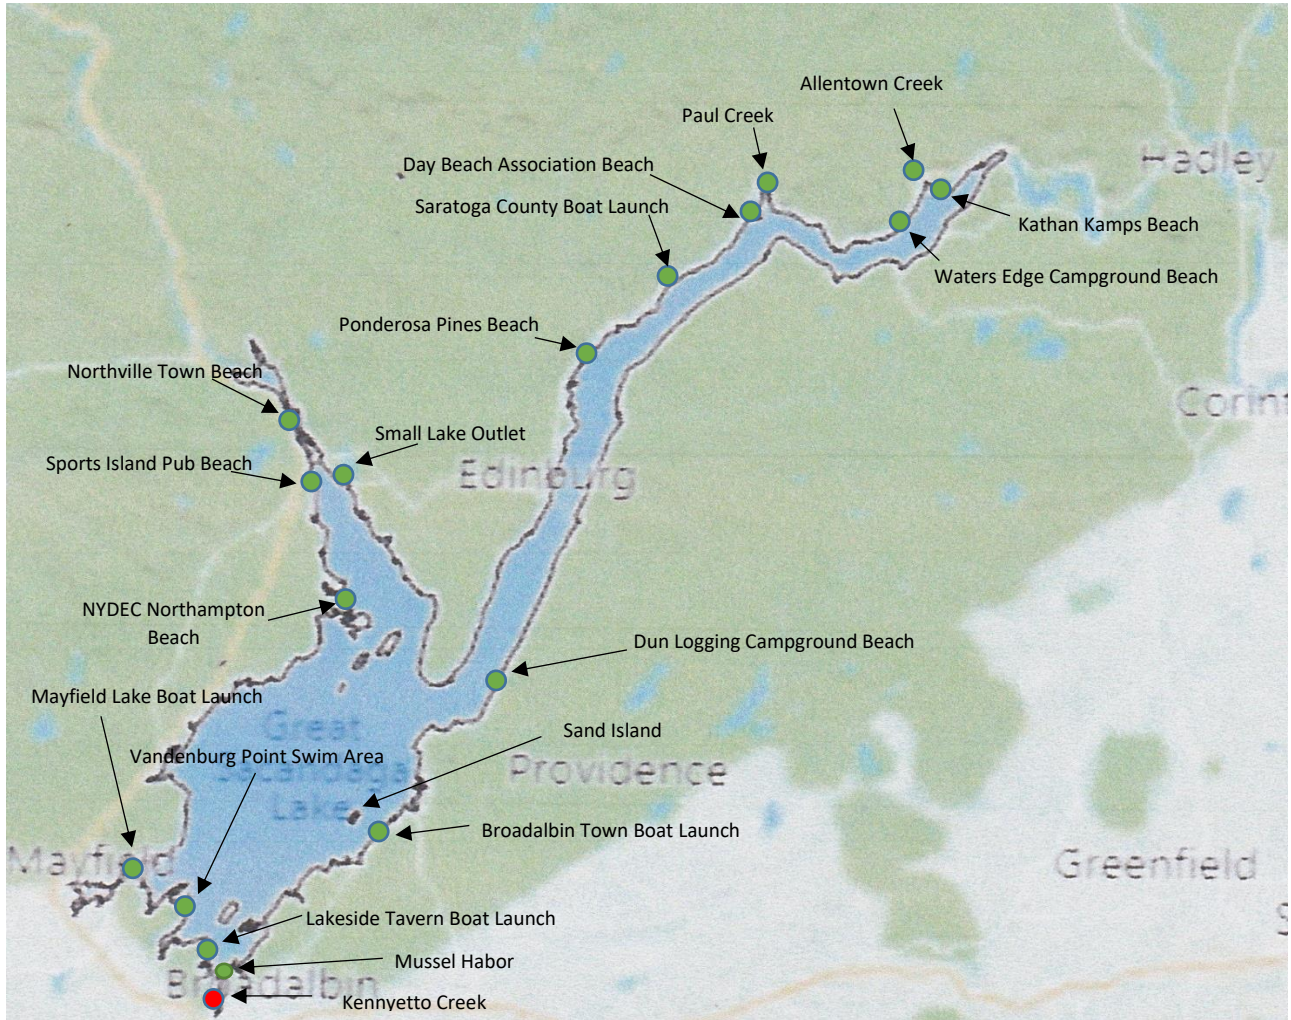 Allentown Creek
Paul Creek
Hadley
Day Beach Association Beach
Saratoga County Boat Launch
Kathan Kamps Beach
Waters Edge Campground Beach
Ponderosa Pines Beach
Northville Town Beach
Corin
Small Lake Outlet
Sports Island Pub Beach
Edinburg
NYDEC Northampton
Beach
Dun Logging Campground Beach
Mayfield Lake Boat Launch
Great
Sacandaga
Lake
Sand Island
Vandenburg Point Swim Area
Providence
Broadalbin Town Boat Launch
Mayfield
Greenfield
Lakeside Tavern Boat Launch
S
Mussel Habor
Broadalbin
Kennyetto Creek